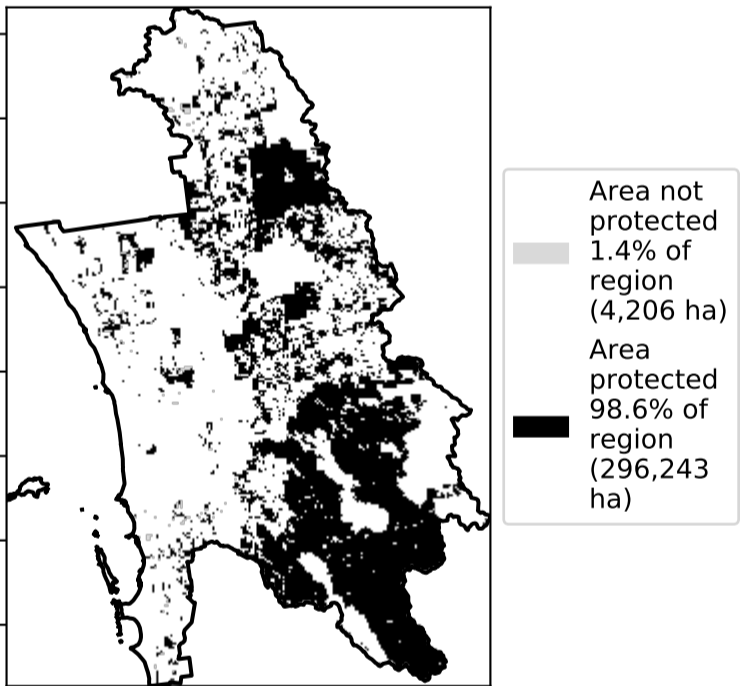 Area not
protected
1.4% of
region
(4,206 ha)
Area
protected
98.6% of
region
(296,243
ha)